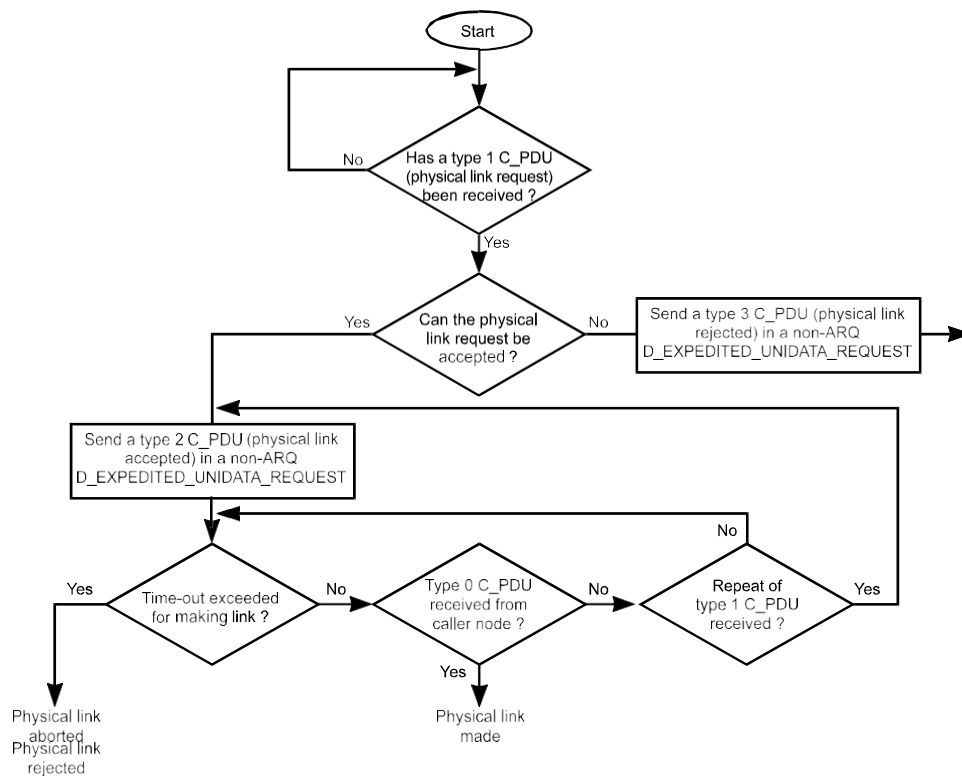 Start
No
Has a type 1 C_PDU
(physical link request)
been received ?
Yes
Yes
Can the physical
link request be
accepted ?
No
Send a type 3 C_PDU (physical link
rejected) in a non-ARQ
D_EXPEDITED_UNIDATA_REQUEST
Send a type 2 C_PDU (physical link
accepted) in a non-ARQ
D_EXPEDITED_UNIDATA_REQUEST
No
Yes
Time-out exceeded
for making link ?
No
Type 0 C_PDU
received from
caller node ?
No
Repeat of
type 1 C_PDU
received ?
Yes
Yes
Physical link
aborted
Physical link
rejected
Physical link
made